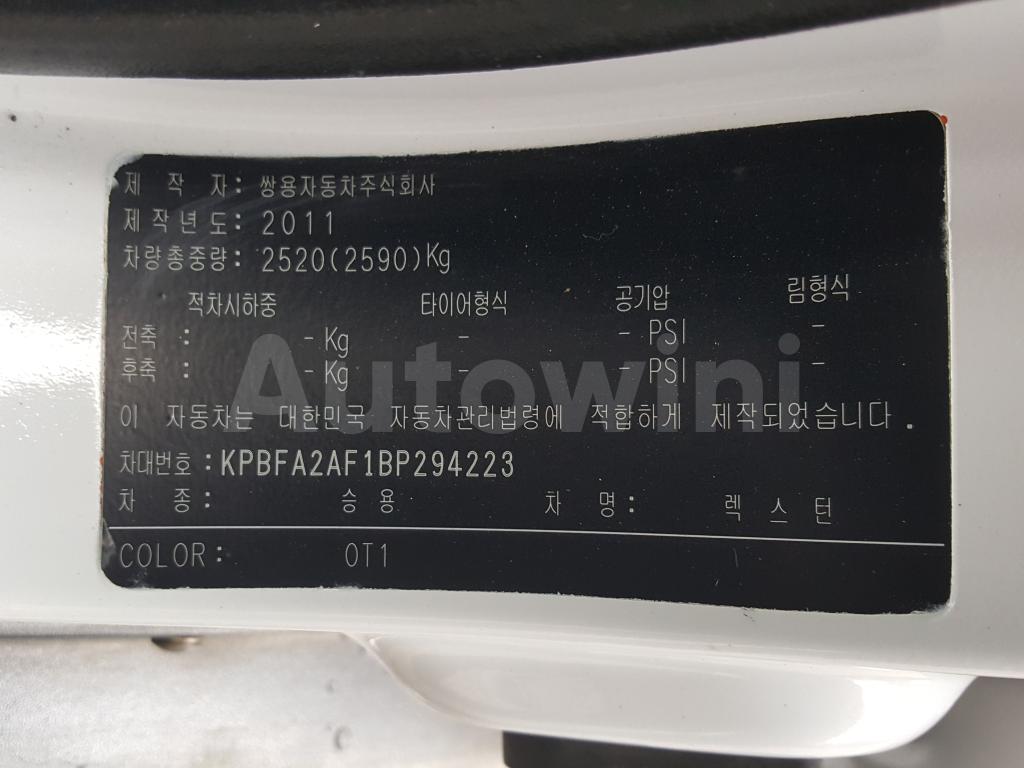 제 작 자: 쌍용자동차주식회사
제작년도: 2011
차량총중량: 2520(2590)Kg
적차시하중 타이어형식 공기압 림형식
전축 : - Kg - - PSI -
후축 : - Kg - - PSI -
Autowini
이 자동차는 대한민국 자동차관리법령에 적합하게 제작되었습니다.
차대번호:KPBFA2AF1BP294223
차 종: 승 용 차 명: 렉 스 턴
COLOR: OT1